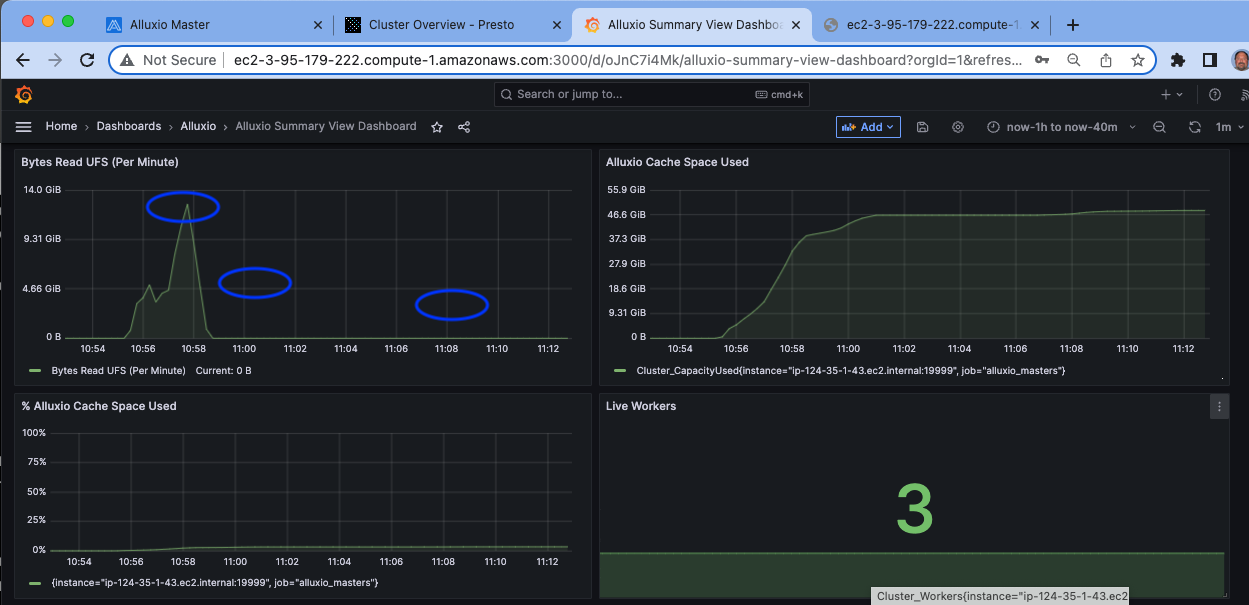 Alluxio Master
Cluster Overview - Presto
Alluxio Summary View Dashboa
ec2-3-95-179-222.compute-1
Not Secure
ec2-3-95-179-222.compute-1.amazonaws.com:3000/d/oJnC7i4Mk/alluxio-summary-view-dashboard?orgId=1&refres...
Search or jump to...
cmd+k
Home › Dashboards › Alluxio › Alluxio Summary View Dashboard
Add
now-1h to now-40m
1m
Bytes Read UFS (Per Minute)
14.0 GiB
9.31 GiB
4.66 GiB
0 B
10:54 10:56 10:58 11:00 11:02 11:04 11:06 11:08 11:10 11:12
Bytes Read UFS (Per Minute) Current: 0 B
Alluxio Cache Space Used
55.9 GiB
46.6 GiB
37.3 GiB
27.9 GiB
18.6 GiB
9.31 GiB
0 B
10:54 10:56 10:58 11:00 11:02 11:04 11:06 11:08 11:10 11:12
Cluster_CapacityUsed{instance="ip-124-35-1-43.ec2.internal:19999", job="alluxio_masters"}
% Alluxio Cache Space Used
100%
75%
50%
25%
0%
10:54 10:56 10:58 11:00 11:02 11:04 11:06 11:08 11:10 11:12
{instance="ip-124-35-1-43.ec2.internal:19999", job="alluxio_masters"}
Live Workers
3
Cluster_Workers{instance="ip-124-35-1-43.ec2